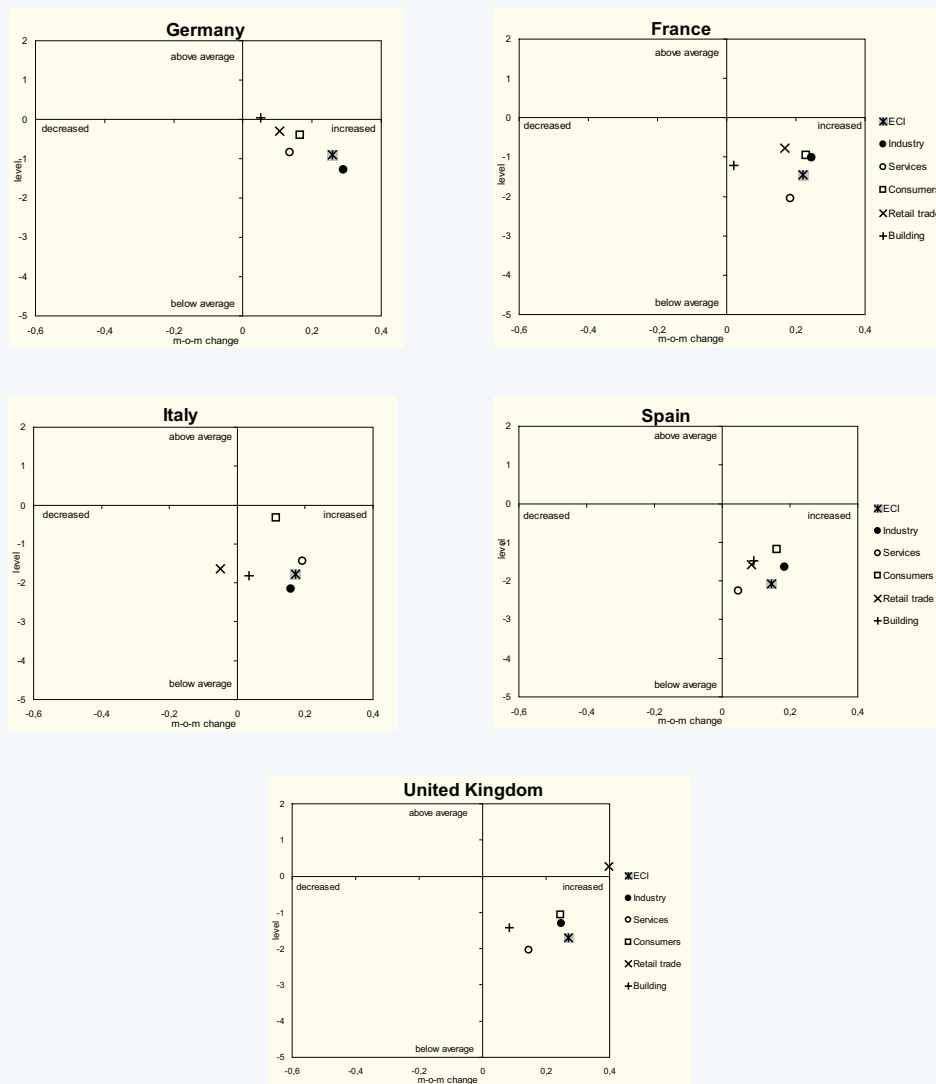 Germany
2
above average
1
0
decreased
increased
-1
level
-2
-3
-4
below average
-5
-0,6
-0,4
-0,2
0
0,2
0,4
m-o-m change
France
2
above average
1
0
decreased
increased
-1
level
-2
-3
-4
below average
-5
-0,6
-0,4
-0,2
0
0,2
0,4
m-o-m change
ECI
Industry
Services
Consumers
Retail trade
Building
Italy
2
above average
1
0
decreased
increased
-1
level
-2
-3
-4
below average
-5
-0,6
-0,4
-0,2
0
0,2
0,4
m-o-m change
Spain
2
above average
1
0
decreased
increased
-1
level
-2
-3
-4
below average
-5
-0,6
-0,4
-0,2
0
0,2
0,4
m-o-m change
ECI
Industry
Services
Consumers
Retail trade
Building
United Kingdom
2
above average
1
0
decreased
increased
-1
level
-2
-3
-4
below average
-5
-0,6
-0,4
-0,2
0
0,2
0,4
m-o-m change
ECI
Industry
Services
Consumers
Retail trade
Building